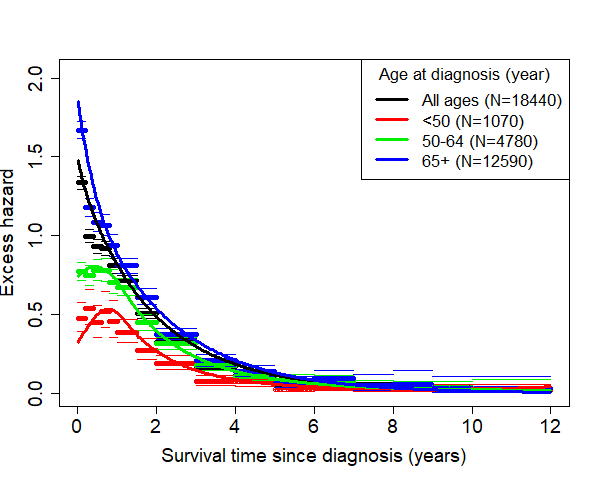 2.0
1.5
1.0
0.5
0.0
Excess hazard
Age at diagnosis (year)
All ages (N=18440)
<50 (N=1070)
50-64 (N=4780)
65+ (N=12590)
0 2 4 6 8 10 12
Survival time since diagnosis (years)